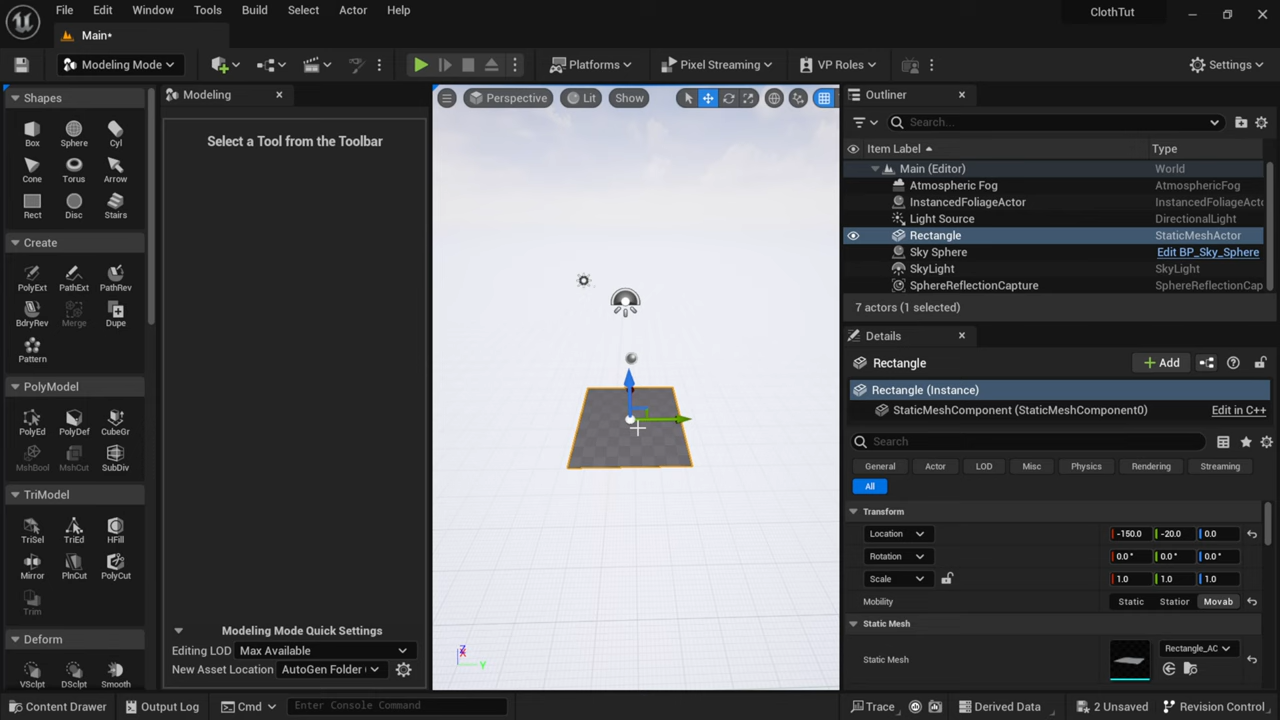 File Edit Window Tools Build Select Actor Help
ClothTut
Main*
Modeling Mode
Platforms
Pixel Streaming
VP Roles
Settings
Shapes
Box Sphere Cyl
Cone Torus Arrow
Rect Disc Stairs
Create
PolyExt PathExt PathRev
BdryRev Merge Dupe
Pattern
PolyModel
PolyEd PolyDef CubeGr
MshBool MshCut SubDiv
TriModel
TriSel TriEd HFill
Mirror PlnCut PolyCut
Trim
Deform
VSclpt DSclpt Smooth
Modeling
Select a Tool from the Toolbar
Modeling Mode Quick Settings
Editing LOD Max Available
New Asset Location AutoGen Folder (
Perspective Lit Show
Z
Y
Outliner
Search...
Item Label Type
Main (Editor) World
Atmospheric Fog AtmosphericFog
InstancedFoliageActor InstancedFoliageActo
Light Source DirectionalLight
Rectangle StaticMeshActor
Sky Sphere Edit BP_Sky_Sphere
SkyLight SkyLight
SphereReflectionCapture SphereReflectionCap
7 actors (1 selected)
Details
Rectangle
Add
Rectangle (Instance)
StaticMeshComponent (StaticMeshComponent0) Edit in C++
Search
General Actor LOD Misc Physics Rendering Streaming
All
Transform
Location -150.0 -20.0 0.0
Rotation 0.0° 0.0° 0.0°
Scale 1.0 1.0 1.0
Mobility Static Statior Movab
Static Mesh
Static Mesh Rectangle_AC
Content Drawer Output Log Cmd Enter Console Command
Trace Derived Data 2 Unsaved Revision Control